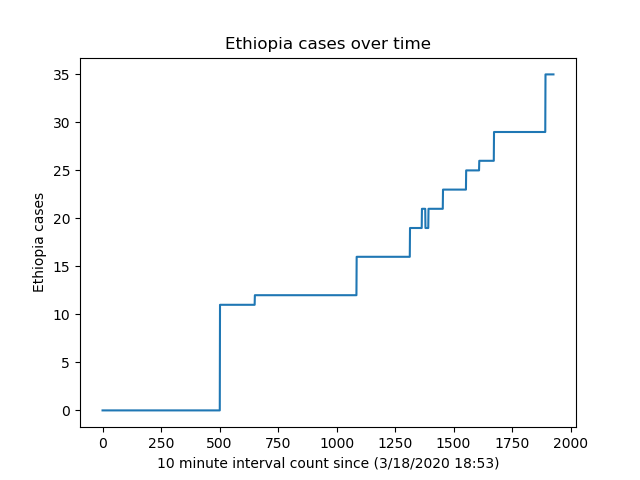 Ethiopia cases over time
35
30
25
20
15
10
5
0
Ethiopia cases
0 250 500 750 1000 1250 1500 1750 2000
10 minute interval count since (3/18/2020 18:53)